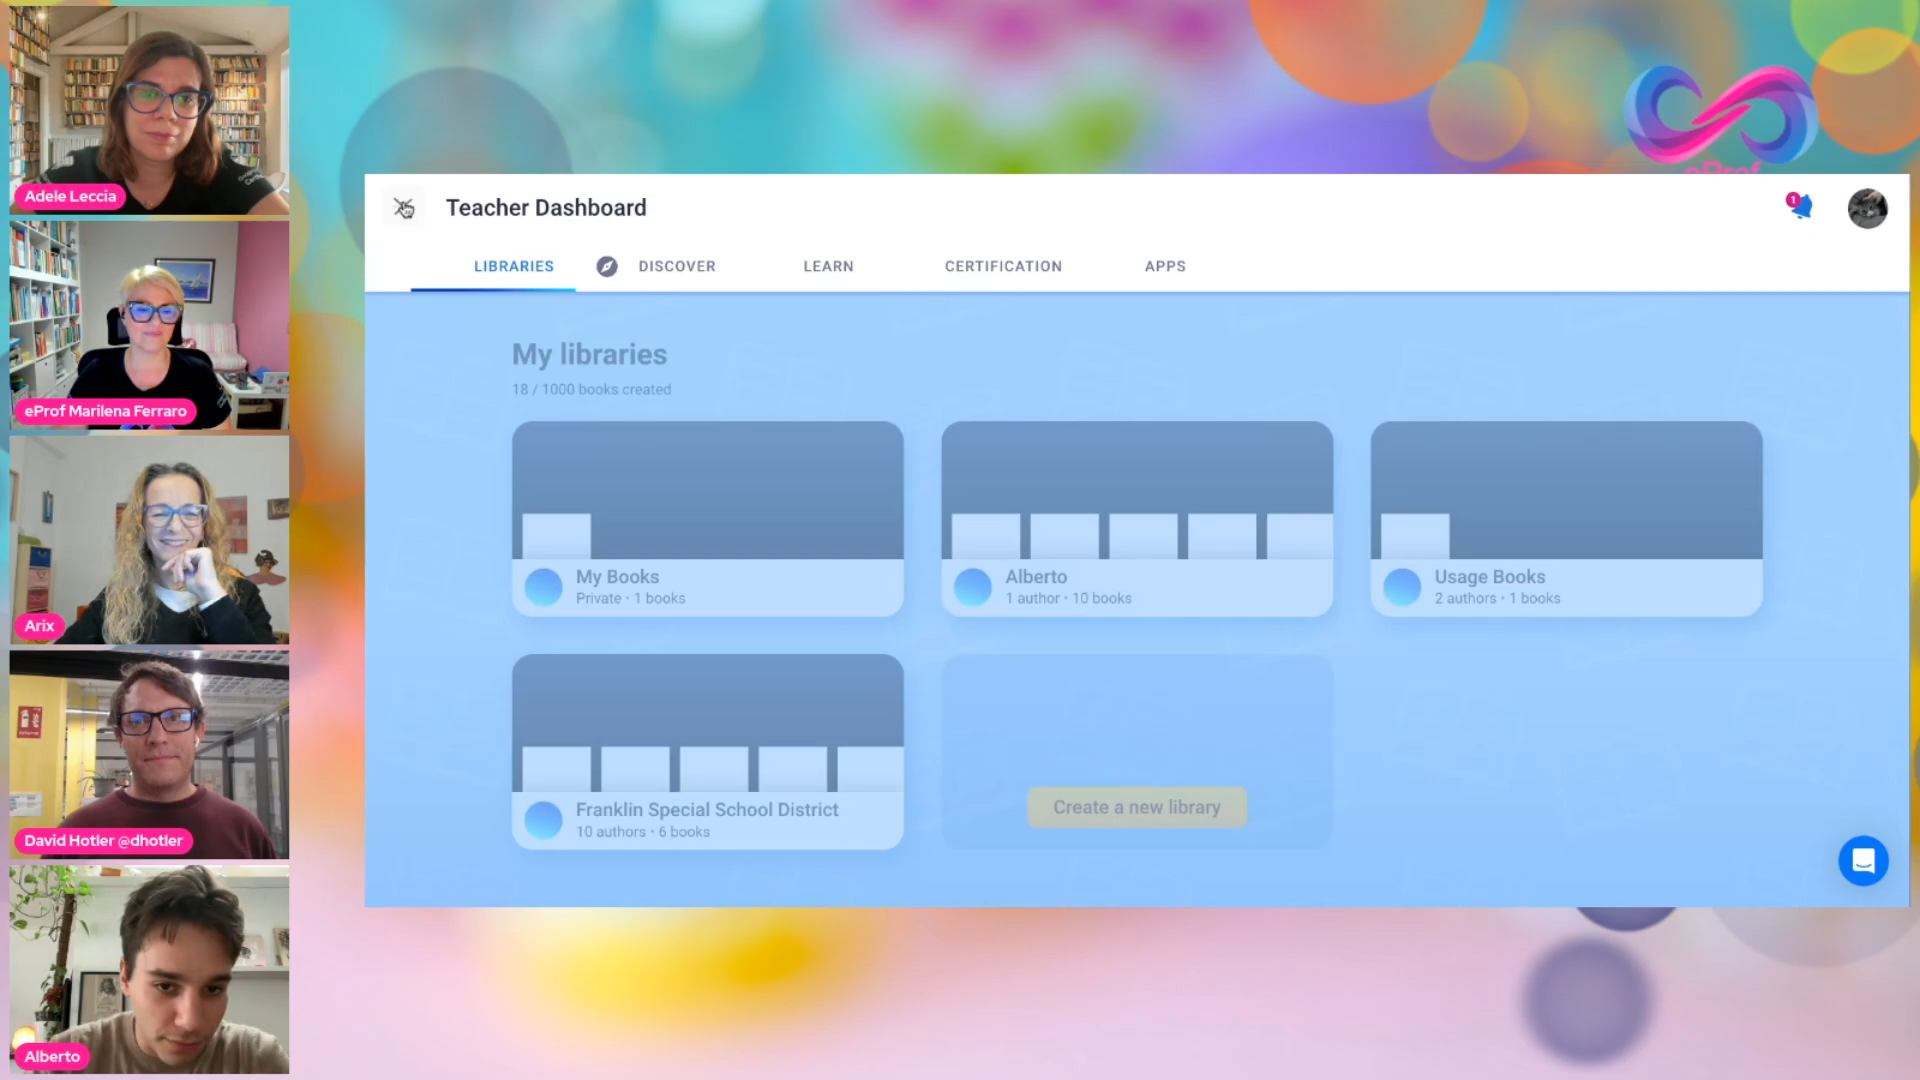 Adele Leccia
eProf Marilena Ferraro
Arix
David Hotler @dhotler
Alberto
eProf
Teacher Dashboard
1
LIBRARIES
DISCOVER
LEARN
CERTIFICATION
APPS
My libraries
18 / 1000 books created
My Books
Private • 1 books
Alberto
1 author • 10 books
Usage Books
2 authors • 1 books
Franklin Special School District
10 authors • 6 books
Create a new library